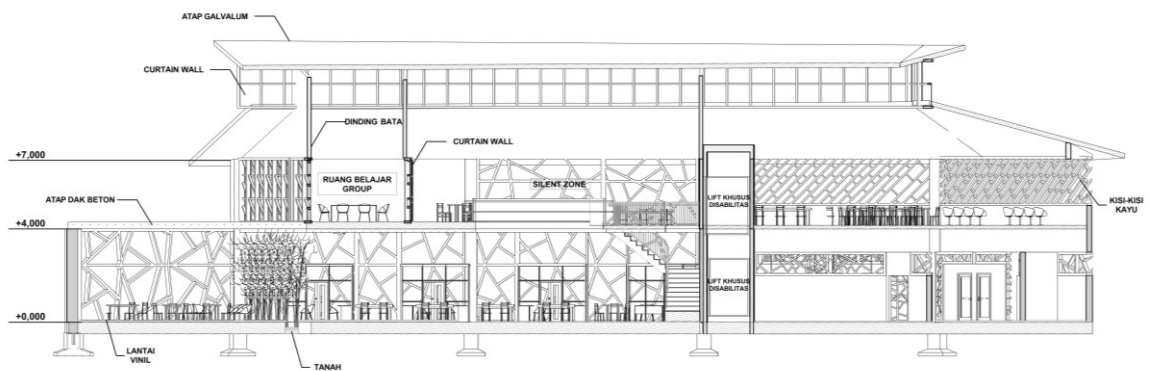 ATAP GALVALUM
CURTAIN WALL
DINDING BATA
CURTAIN WALL
+7,000
RUANG BELAJAR
GROUP
SILENT ZONE
LIFT KHUSUS
DISABILITAS
KISI-KISI
KAYU
ATAP DAK BETON
+4,000
LIFT KHUSUS
DISABILITAS
+0,000
LANTAI
VINIL
TANAH